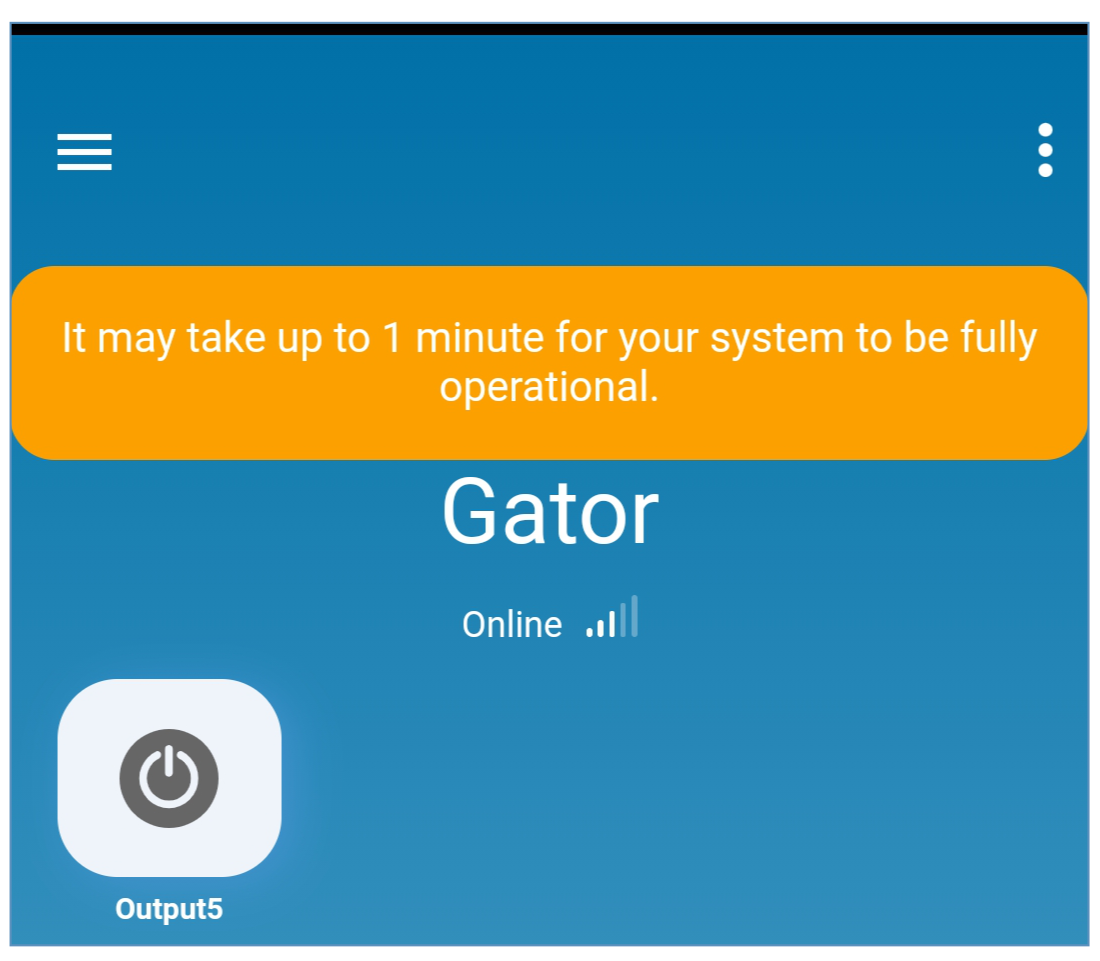 It may take up to 1 minute for your system to be fully
operational.
Gator
Online
Output5